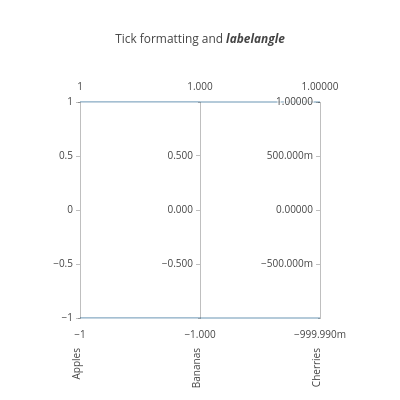 Tick formatting and labelangle
1 1.000 1.00000
1 1.00000
0.5 0.500 500.000m
0 0.000 0.00000
−0.5 −0.500 −500.000m
−1
−1 −1.000 −999.990m
Apples Bananas Cherries